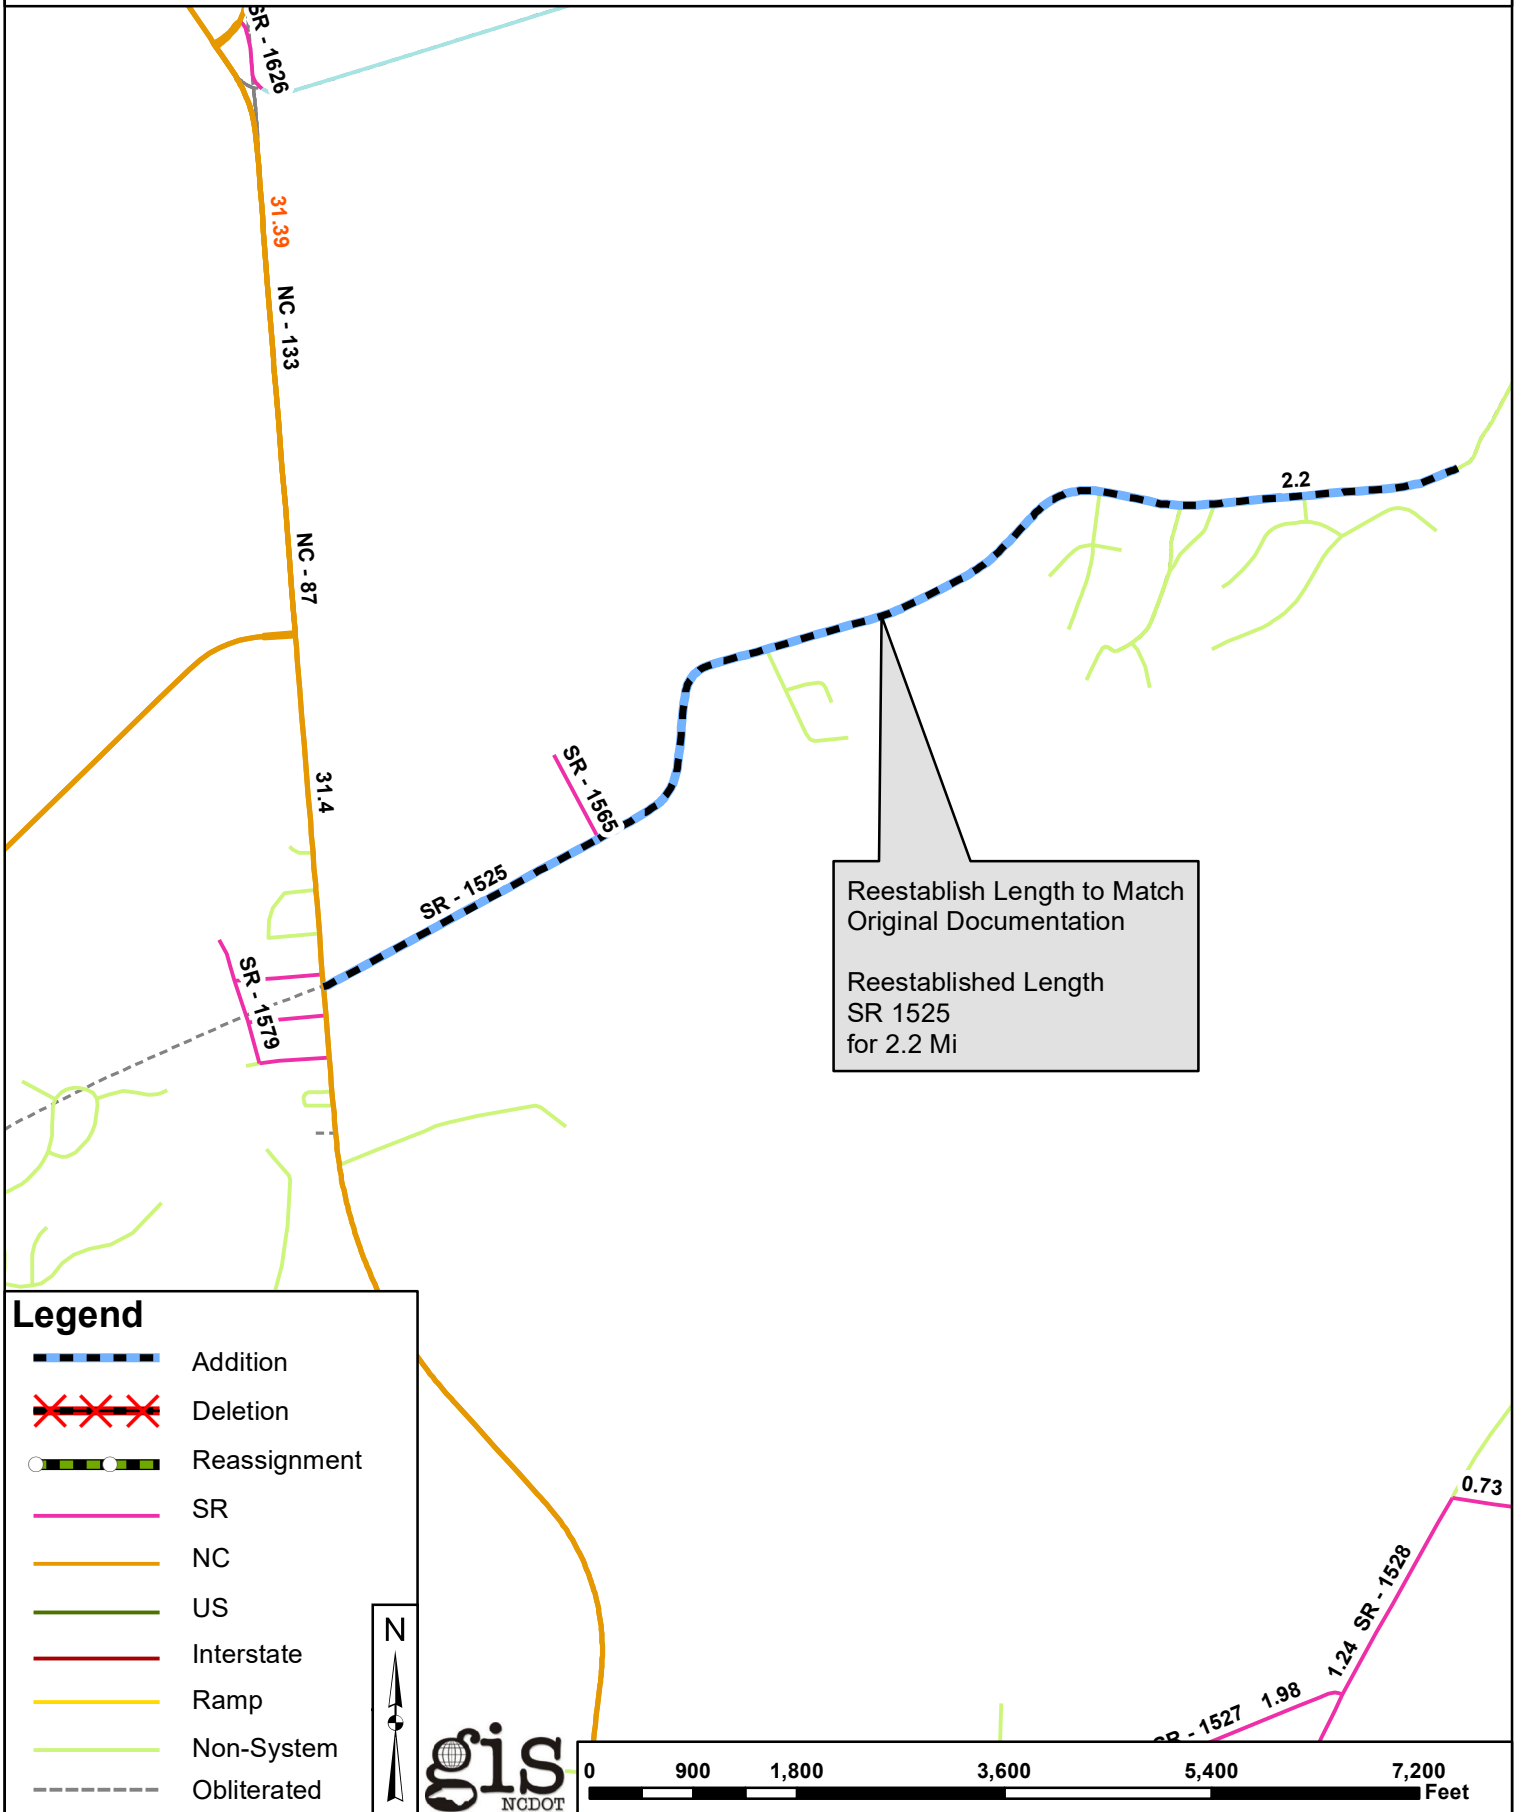 SR - 1626
31.39
NC - 133
NC - 87
2.2
31.4
SR - 1565
SR - 1525
Reestablish Length to Match
Original Documentation
Reestablished Length
SR 1525
for 2.2 Mi
SR - 1579
Legend
Addition
Deletion
Reassignment
SR
NC
US
Interstate
Ramp
Non-System
Obliterated
N
gis
NCDOT
0.73
SR - 1528
1.24
1.98
SR - 1527
0 900 1,800 3,600 5,400 7,200
Feet